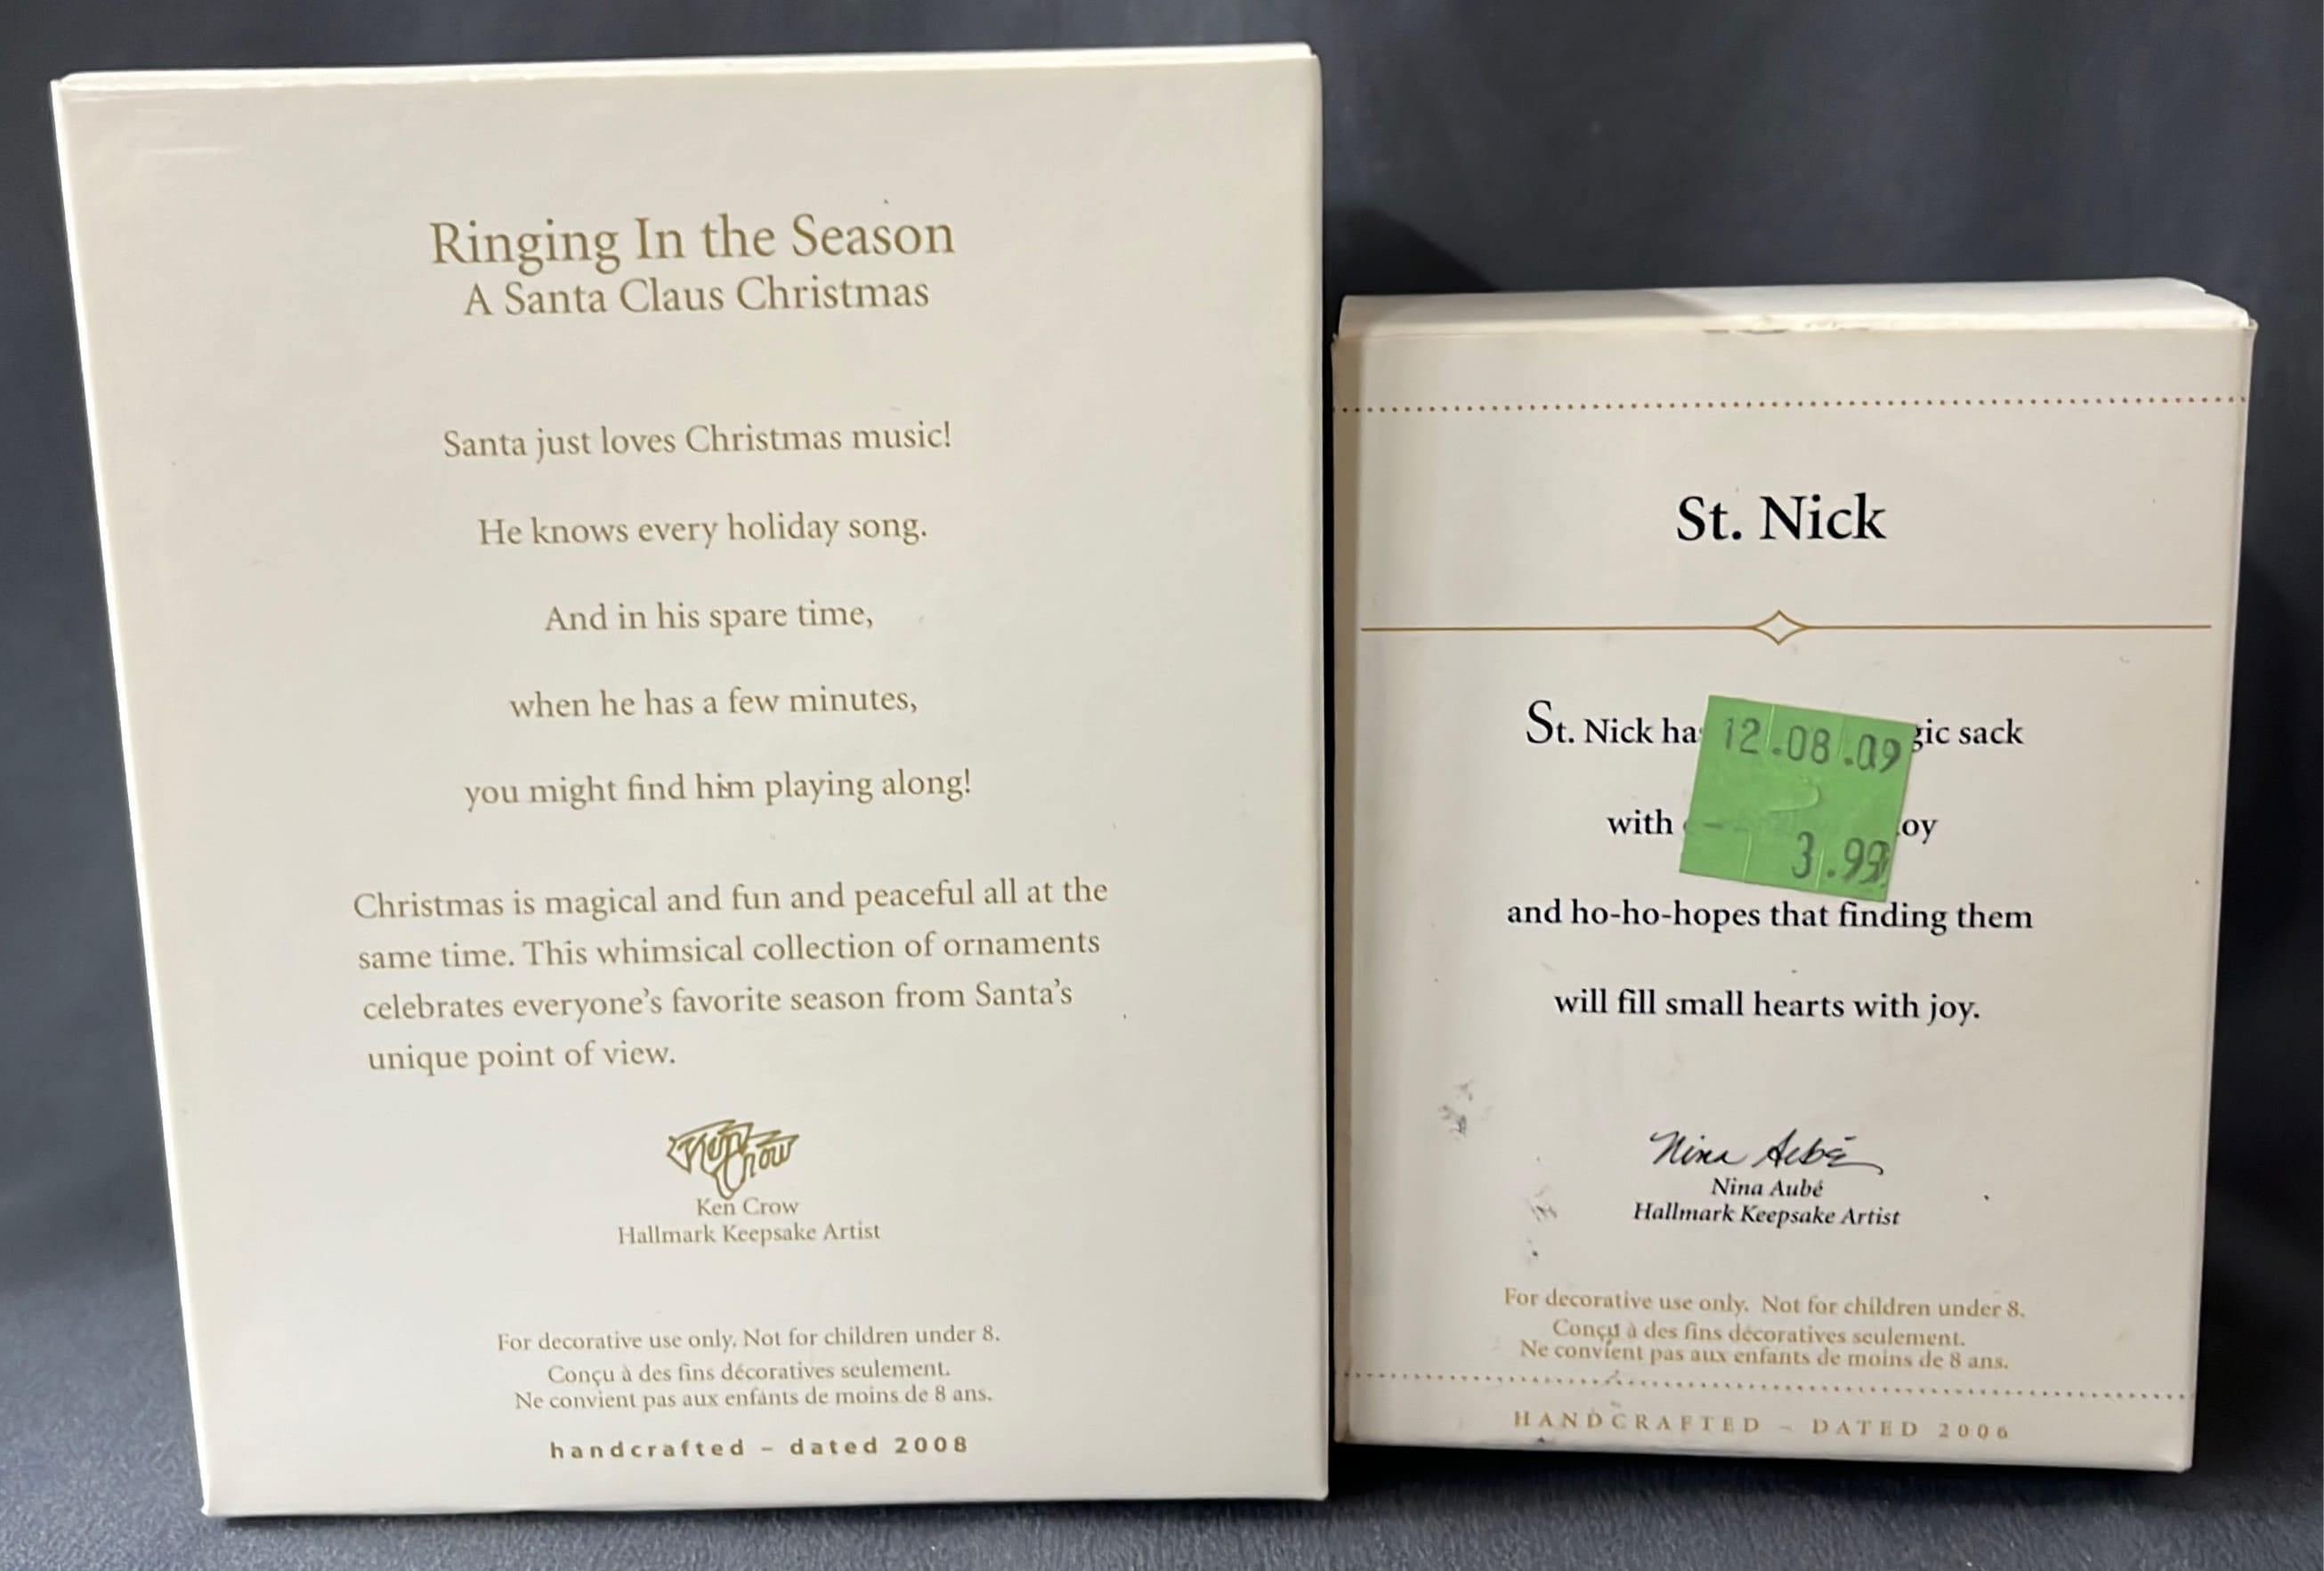 Ringing In the Season
A Santa Claus Christmas
Santa just loves Christmas music!
He knows every holiday song.
And in his spare time,
when he has a few minutes,
you might find him playing along!
Christmas is magical and fun and peaceful all at the
same time. This whimsical collection of ornaments
celebrates everyone's favorite season from Santa's
unique point of view.
Ken Crow
Ken Crow
Hallmark Keepsake Artist
For decorative use only. Not for children under 8.
Conçu à des fins décoratives seulement.
Ne convient pas aux enfants de moins de 8 ans.
handcrafted – dated 2008
St. Nick
St. Nick sack
12.08.09
with
3.99
and ho-ho-hopes that finding them
will fill small hearts with joy.
Nina Aubé
Nina Aubé
Hallmark Keepsake Artist
For decorative use only. Not for children under 8.
Conçu à des fins décoratives seulement.
Ne convient pas aux enfants de moins de 8 ans.
HANDCRAFTED – DATED 2006